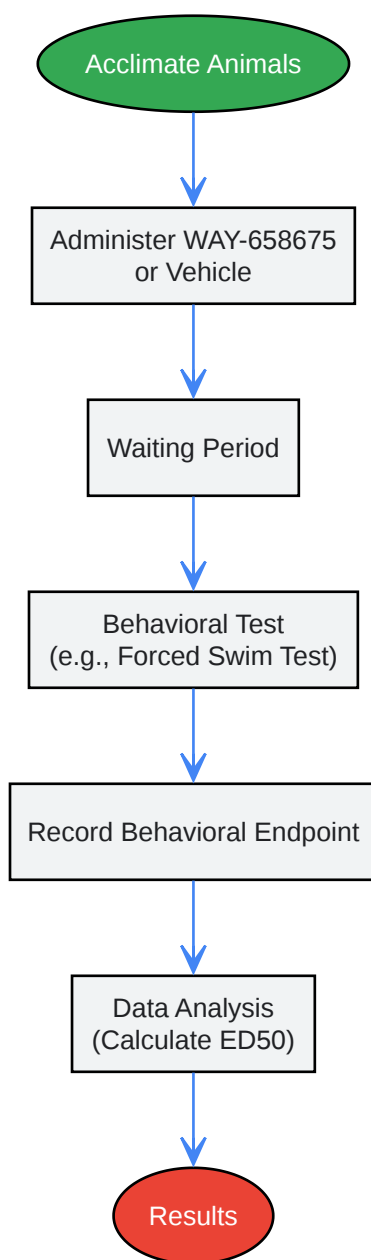 Acclimate Animals
Administer WAY-658675
or Vehicle
Waiting Period
Behavioral Test
(e.g., Forced Swim Test)
Record Behavioral Endpoint
Data Analysis
(Calculate ED50)
Results